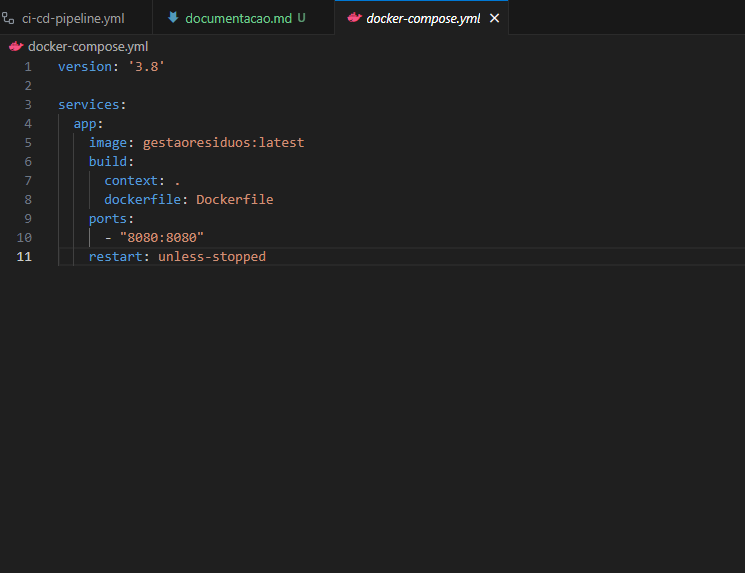 ci-cd-pipeline.yml
documentacao.md U
docker-compose.yml
docker-compose.yml
1 version: '3.8'
2
3 services:
4   app:
5     image: gestaoresiduos:latest
6     build:
7       context: .
8       dockerfile: Dockerfile
9     ports:
10       - "8080:8080"
11     restart: unless-stopped